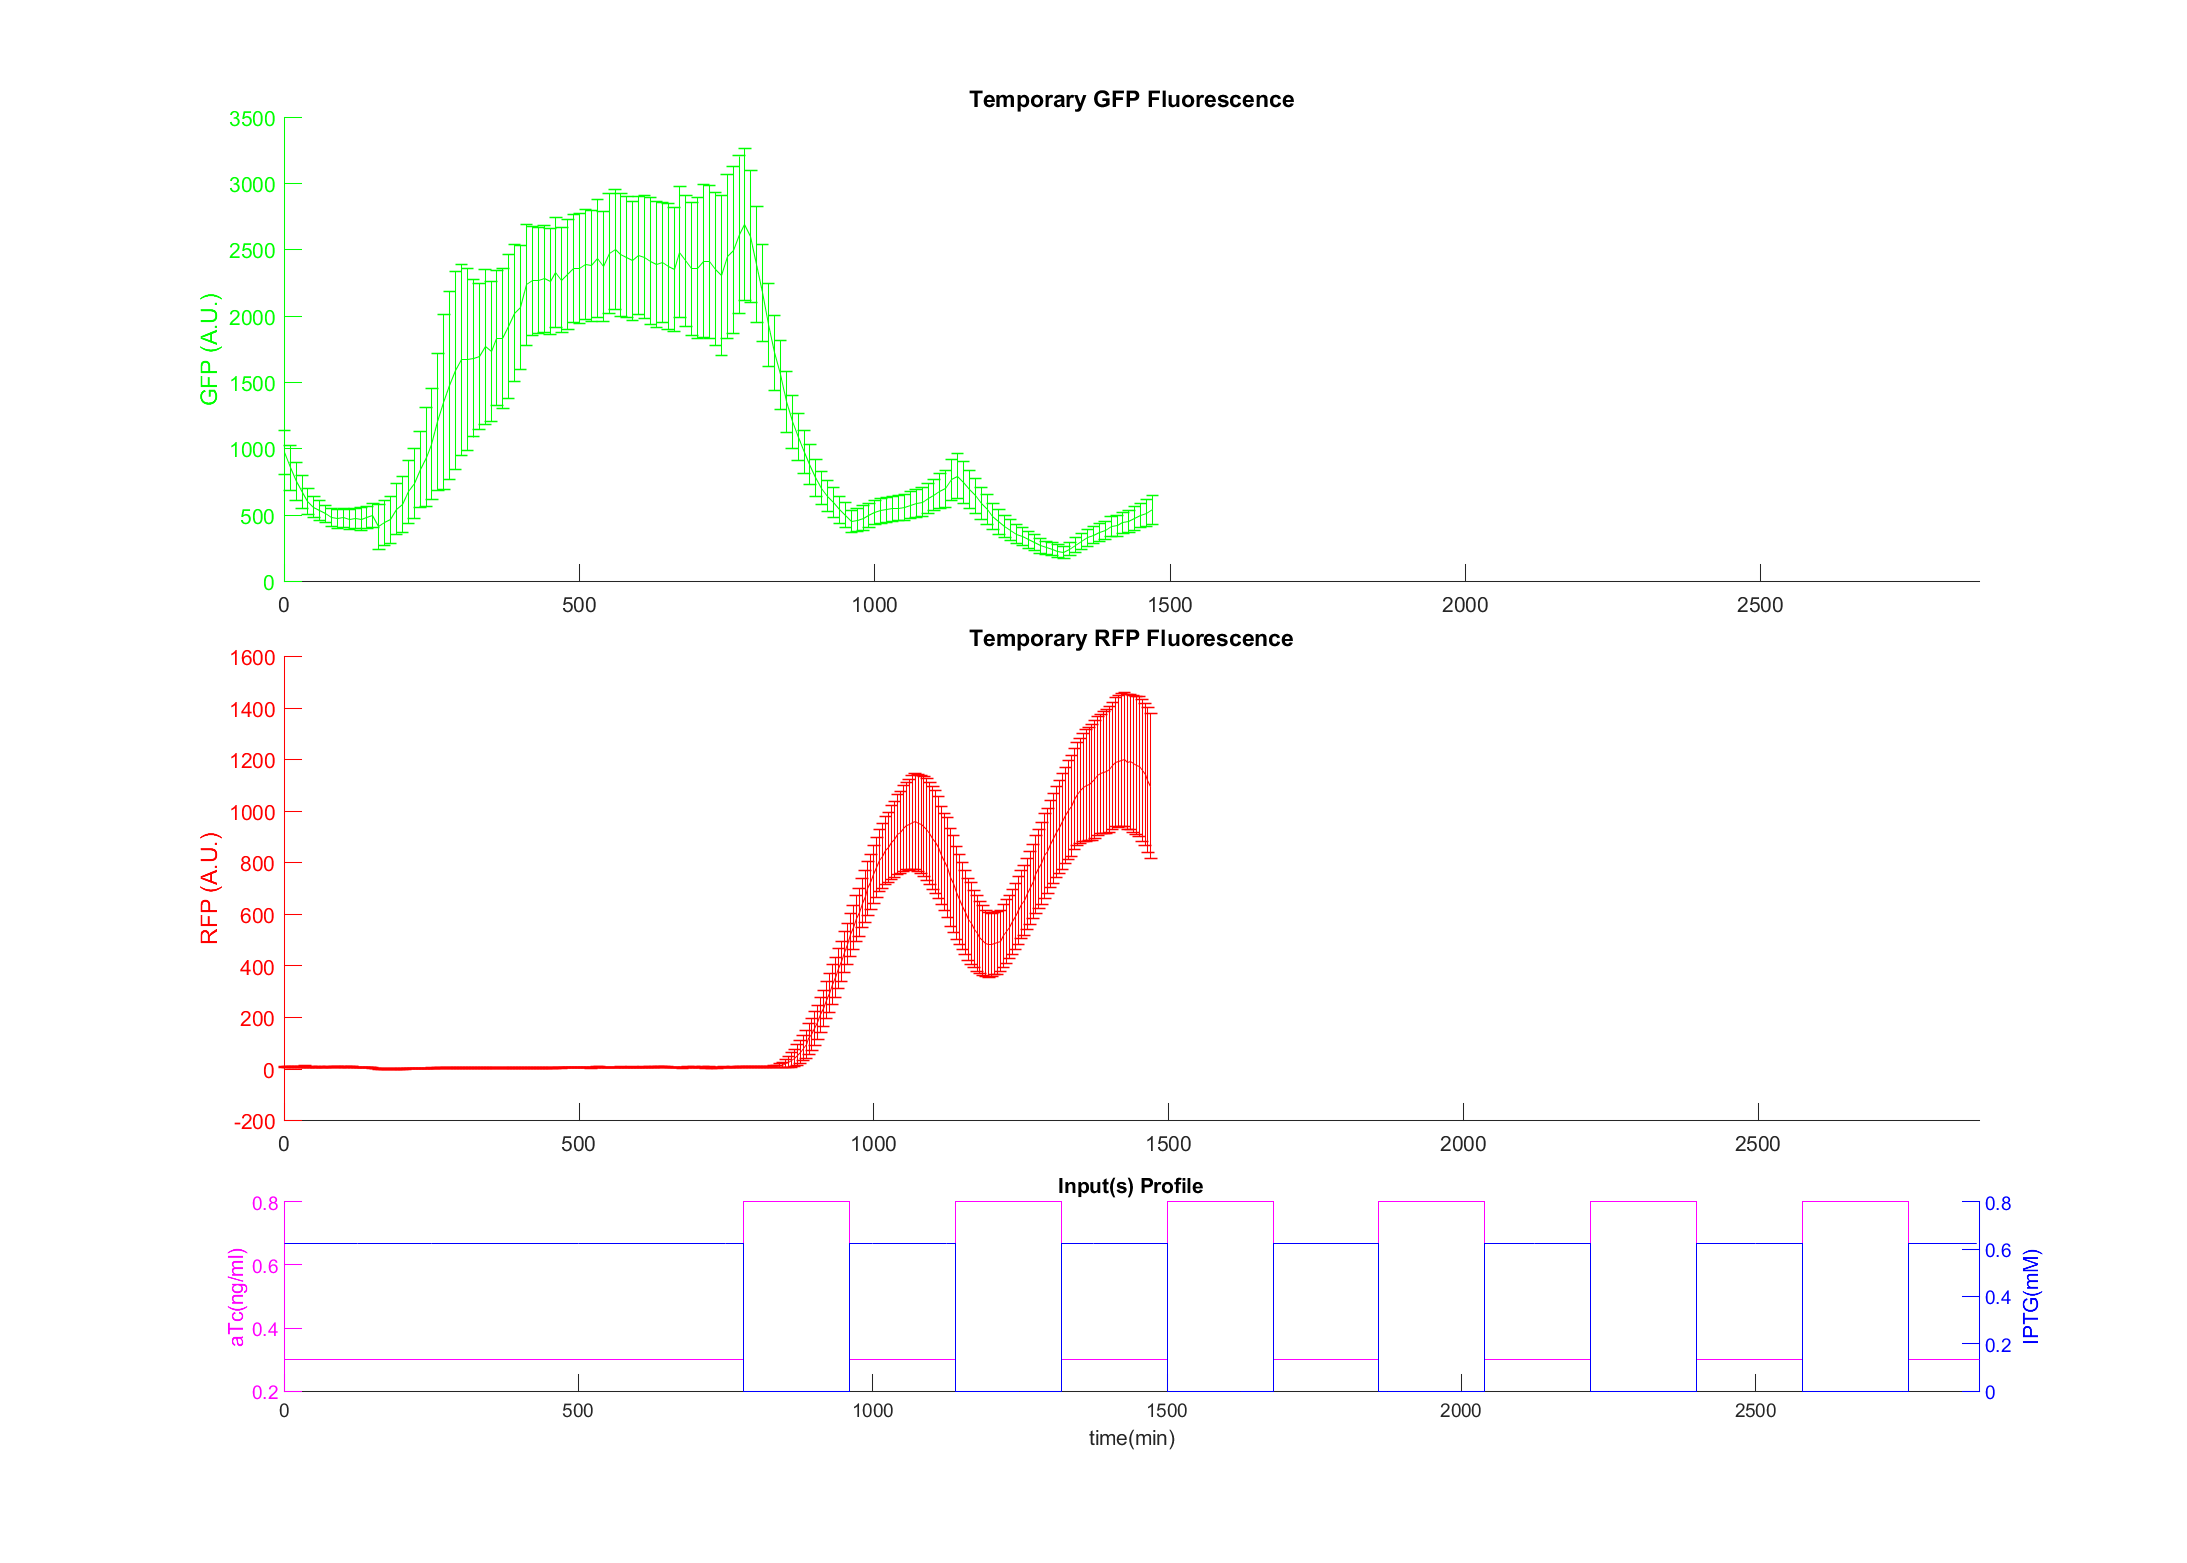 Temporary GFP Fluorescence
3500
3000
2500
2000
1500
1000
500
0
GFP (A.U.)
0 500 1000 1500 2000 2500
Temporary RFP Fluorescence
1600
1400
1200
1000
800
600
400
200
0
-200
RFP (A.U.)
0 500 1000 1500 2000 2500
Input(s) Profile
0.8
0.6
0.4
0.2
aTc(ng/ml)
0.8
0.6
0.4
0.2
0
IPTG(mM)
0 500 1000 1500 2000 2500
time(min)